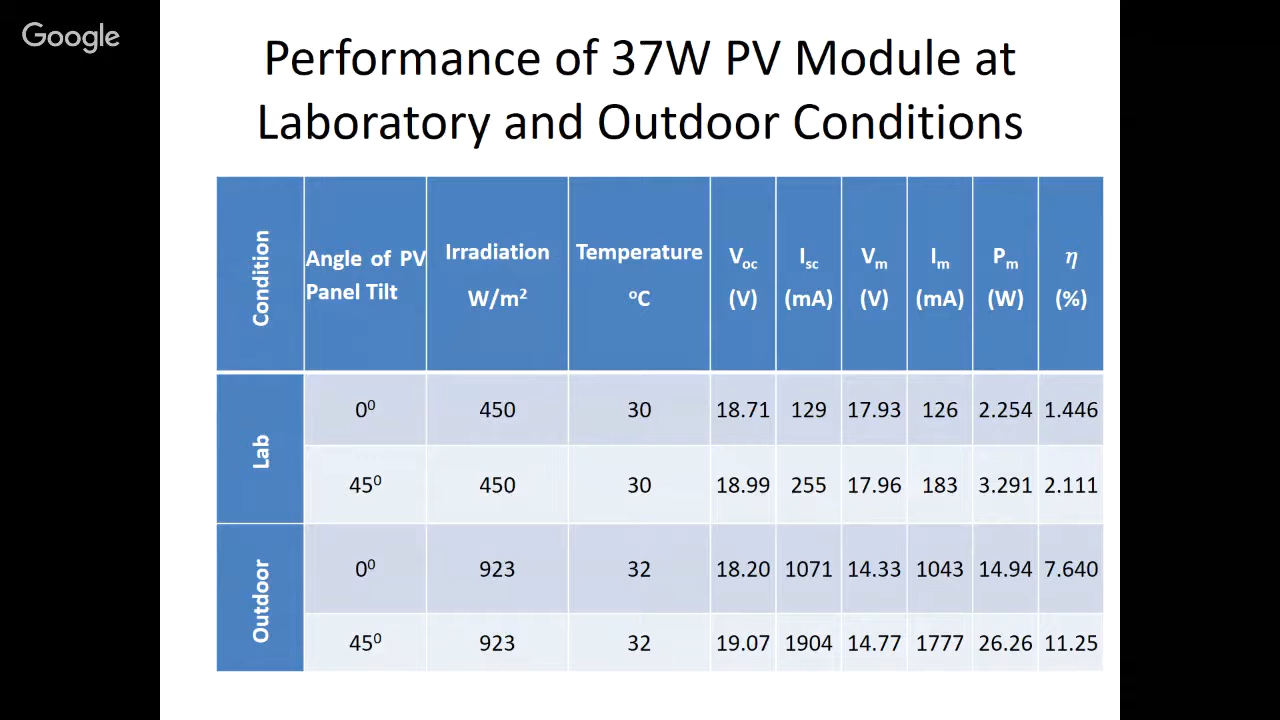 Google
Performance of 37W PV Module at
Laboratory and Outdoor Conditions
Condition
Angle of PV
Panel Tilt
Irradiation
W/m²
Temperature
⁰C
Voc
(V)
Isc
(mA)
Vm
(V)
Im
(mA)
Pm
(W)
η
(%)
Lab
0⁰ 450 30 18.71 129 17.93 126 2.254 1.446
45⁰ 450 30 18.99 255 17.96 183 3.291 2.111
Outdoor
0⁰ 923 32 18.20 1071 14.33 1043 14.94 7.640
45⁰ 923 32 19.07 1904 14.77 1777 26.26 11.25